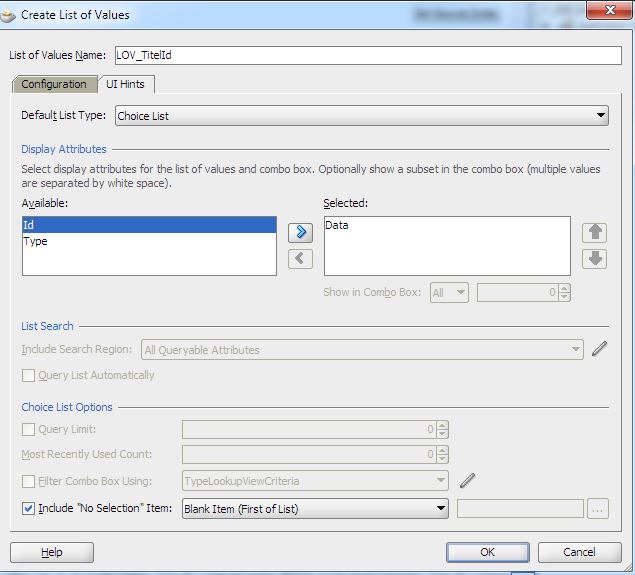 Create List of Values
List of Values Name: LOV_TitelId
Configuration UI Hints
Default List Type: Choice List
Display Attributes
Select display attributes for the list of values and combo box. Optionally show a subset in the combo box (multiple values
are separated by white space).
Available: Selected:
Id Data
Type
Show in Combo Box: All 0
List Search
Include Search Region: All Queryable Attributes
Query List Automatically
Choice List Options
Query Limit: 0
Most Recently Used Count: 0
Filter Combo Box Using: TypeLookupViewCriteria
Include "No Selection" Item: Blank Item (First of List) ...
Help OK Cancel